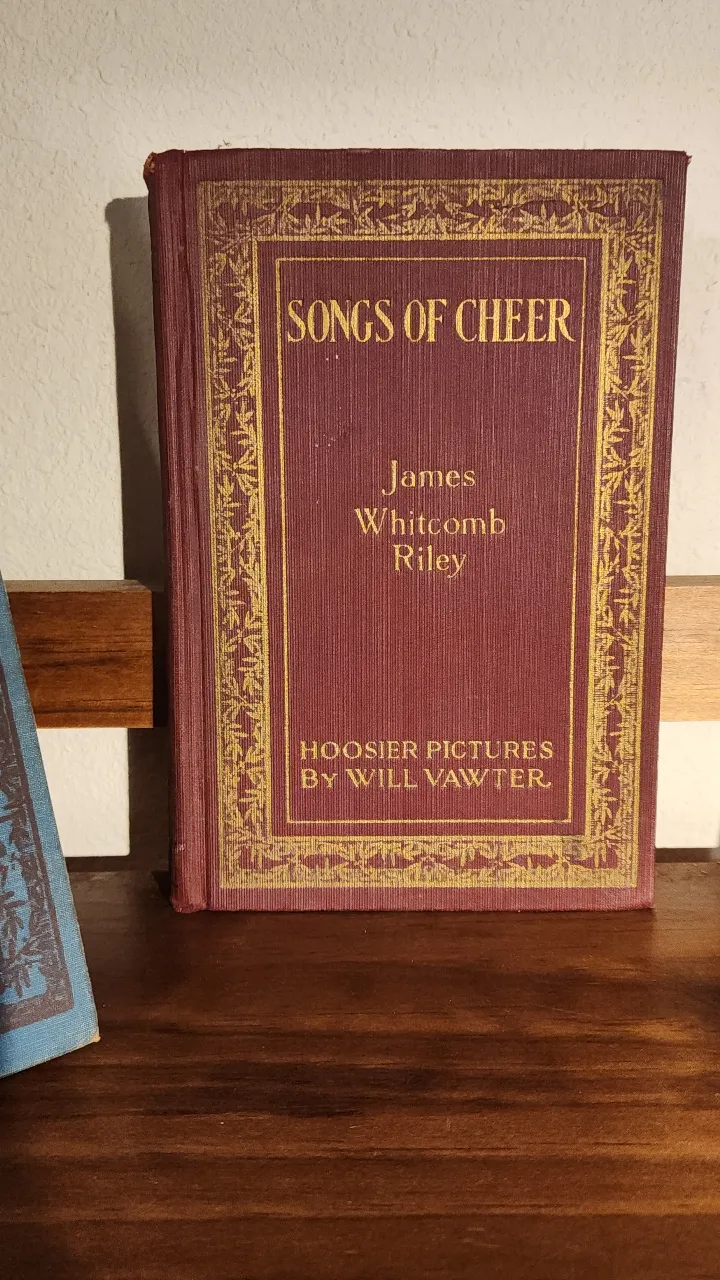 SONGS OF CHEER
James
Whitcomb
Riley
HOOSIER PICTURES
BY WILL VAWTER